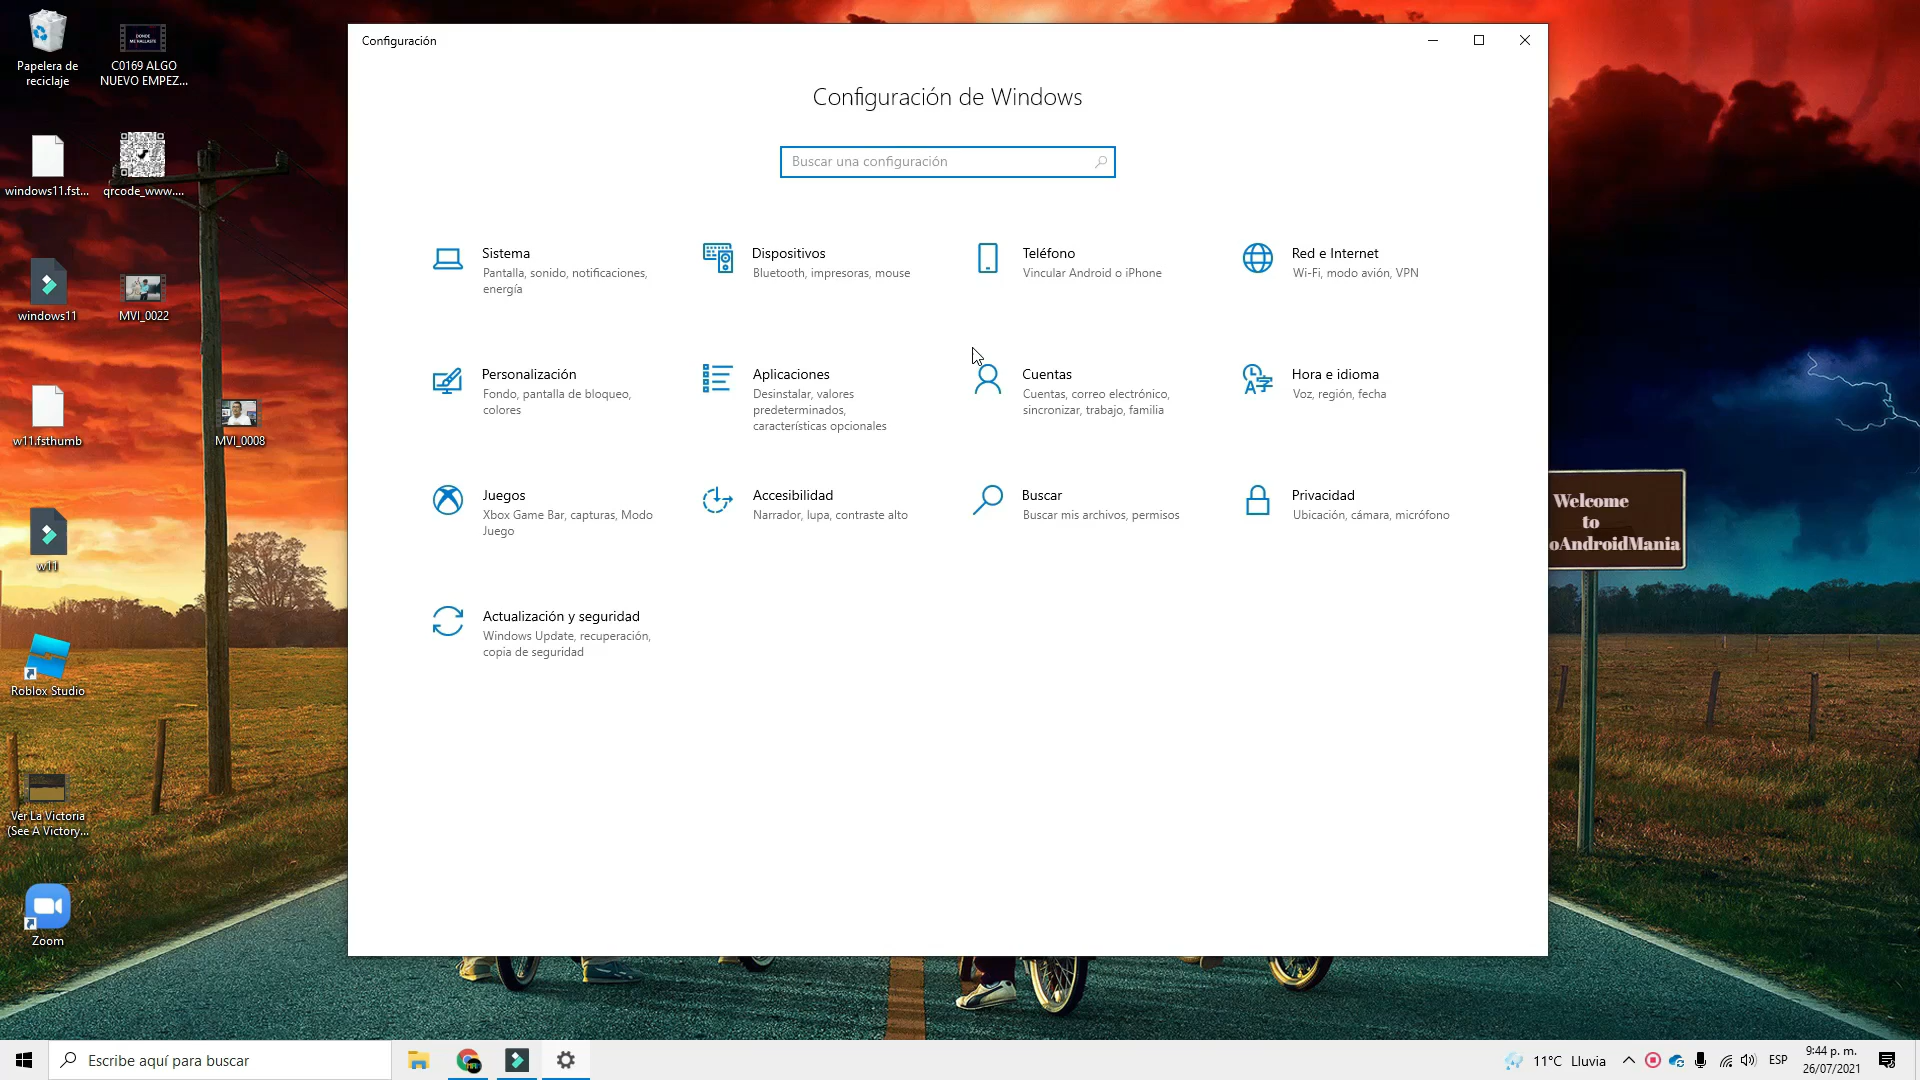 Papelera de
reciclaje
DONDE
ME HALLASTE
C0169 ALGO
NUEVO EMPEZ...
windows11.fst...
qrcode_www....
windows11
MVI_0022
w11.fsthumb
MVI_0008
w11
Roblox Studio
Ver La Victoria
(See A Victory...
Zoom
Configuración
Configuración de Windows
Buscar una configuración
Sistema
Pantalla, sonido, notificaciones,
energía
Dispositivos
Bluetooth, impresoras, mouse
Teléfono
Vincular Android o iPhone
Red e Internet
Wi-Fi, modo avión, VPN
Personalización
Fondo, pantalla de bloqueo,
colores
Aplicaciones
Desinstalar, valores
predeterminados,
características opcionales
Cuentas
Cuentas, correo electrónico,
sincronizar, trabajo, familia
Hora e idioma
Voz, región, fecha
Juegos
Xbox Game Bar, capturas, Modo
Juego
Accesibilidad
Narrador, lupa, contraste alto
Buscar
Buscar mis archivos, permisos
Privacidad
Ubicación, cámara, micrófono
Actualización y seguridad
Windows Update, recuperación,
copia de seguridad
Welcome
to
oAndroidMania
Escribe aquí para buscar
11°C Lluvia
ESP
9:44 p. m.
26/07/2021